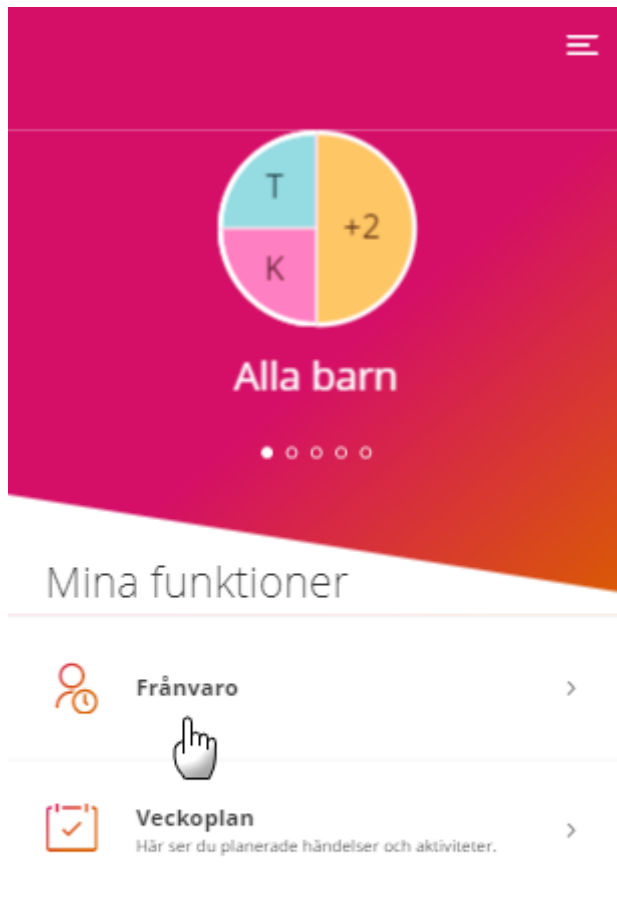 T
+2
K
Alla barn
Mina funktioner
Frånvaro
Veckoplan
Här ser du planerade händelser och aktiviteter.